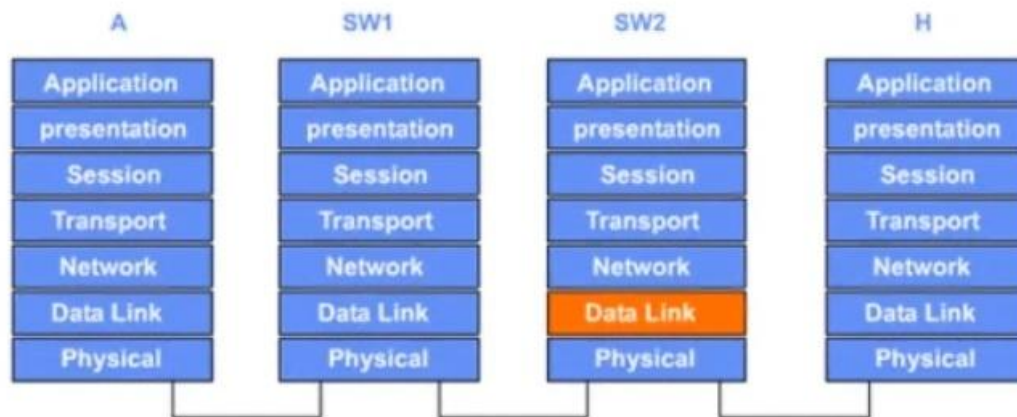 A SW1 SW2 H
Application Application Application Application
presentation presentation presentation presentation
Session Session Session Session
Transport Transport Transport Transport
Network Network Network Network
Data Link Data Link Data Link Data Link
Physical Physical Physical Physical